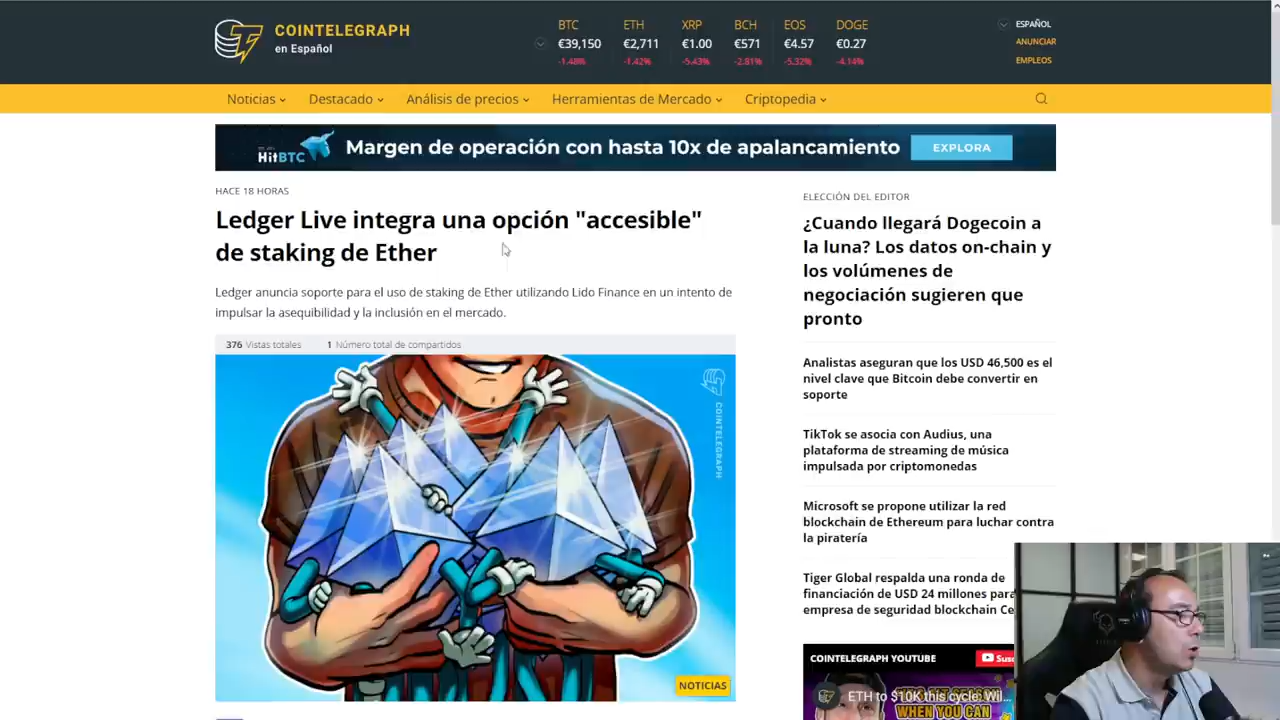 COINTELEGRAPH
en Español
BTC ETH XRP BCH EOS DOGE
€39,150 €2,711 €1.00 €571 €4.57 €0.27
-1.48% -1.42% -5.43% -2.81% -5.32% -4.14%
ESPAÑOL
ANUNCIAR
EMPLEOS
Noticias Destacado Análisis de precios Herramientas de Mercado Criptopedia
HitBTC Margen de operación con hasta 10x de apalancamiento EXPLORA
HACE 18 HORAS
Ledger Live integra una opción "accesible"
de staking de Ether
Ledger anuncia soporte para el uso de staking de Ether utilizando Lido Finance en un intento de
impulsar la asequibilidad y la inclusión en el mercado.
376 Vistas totales 1 Número total de compartidos
COINTELEGRAPH
NOTICIAS
ELECCIÓN DEL EDITOR
¿Cuando llegará Dogecoin a
la luna? Los datos on-chain y
los volúmenes de
negociación sugieren que
pronto
Analistas aseguran que los USD 46,500 es el
nivel clave que Bitcoin debe convertir en
soporte
TikTok se asocia con Audius, una
plataforma de streaming de música
impulsada por criptomonedas
Microsoft se propone utilizar la red
blockchain de Ethereum para luchar contra
la piratería
Tiger Global respalda una ronda de
financiación de USD 24 millones para
empresa de seguridad blockchain Ce
COINTELEGRAPH YOUTUBE
ETH to $10K this cycle: Wil...
WHEN YOU CAN